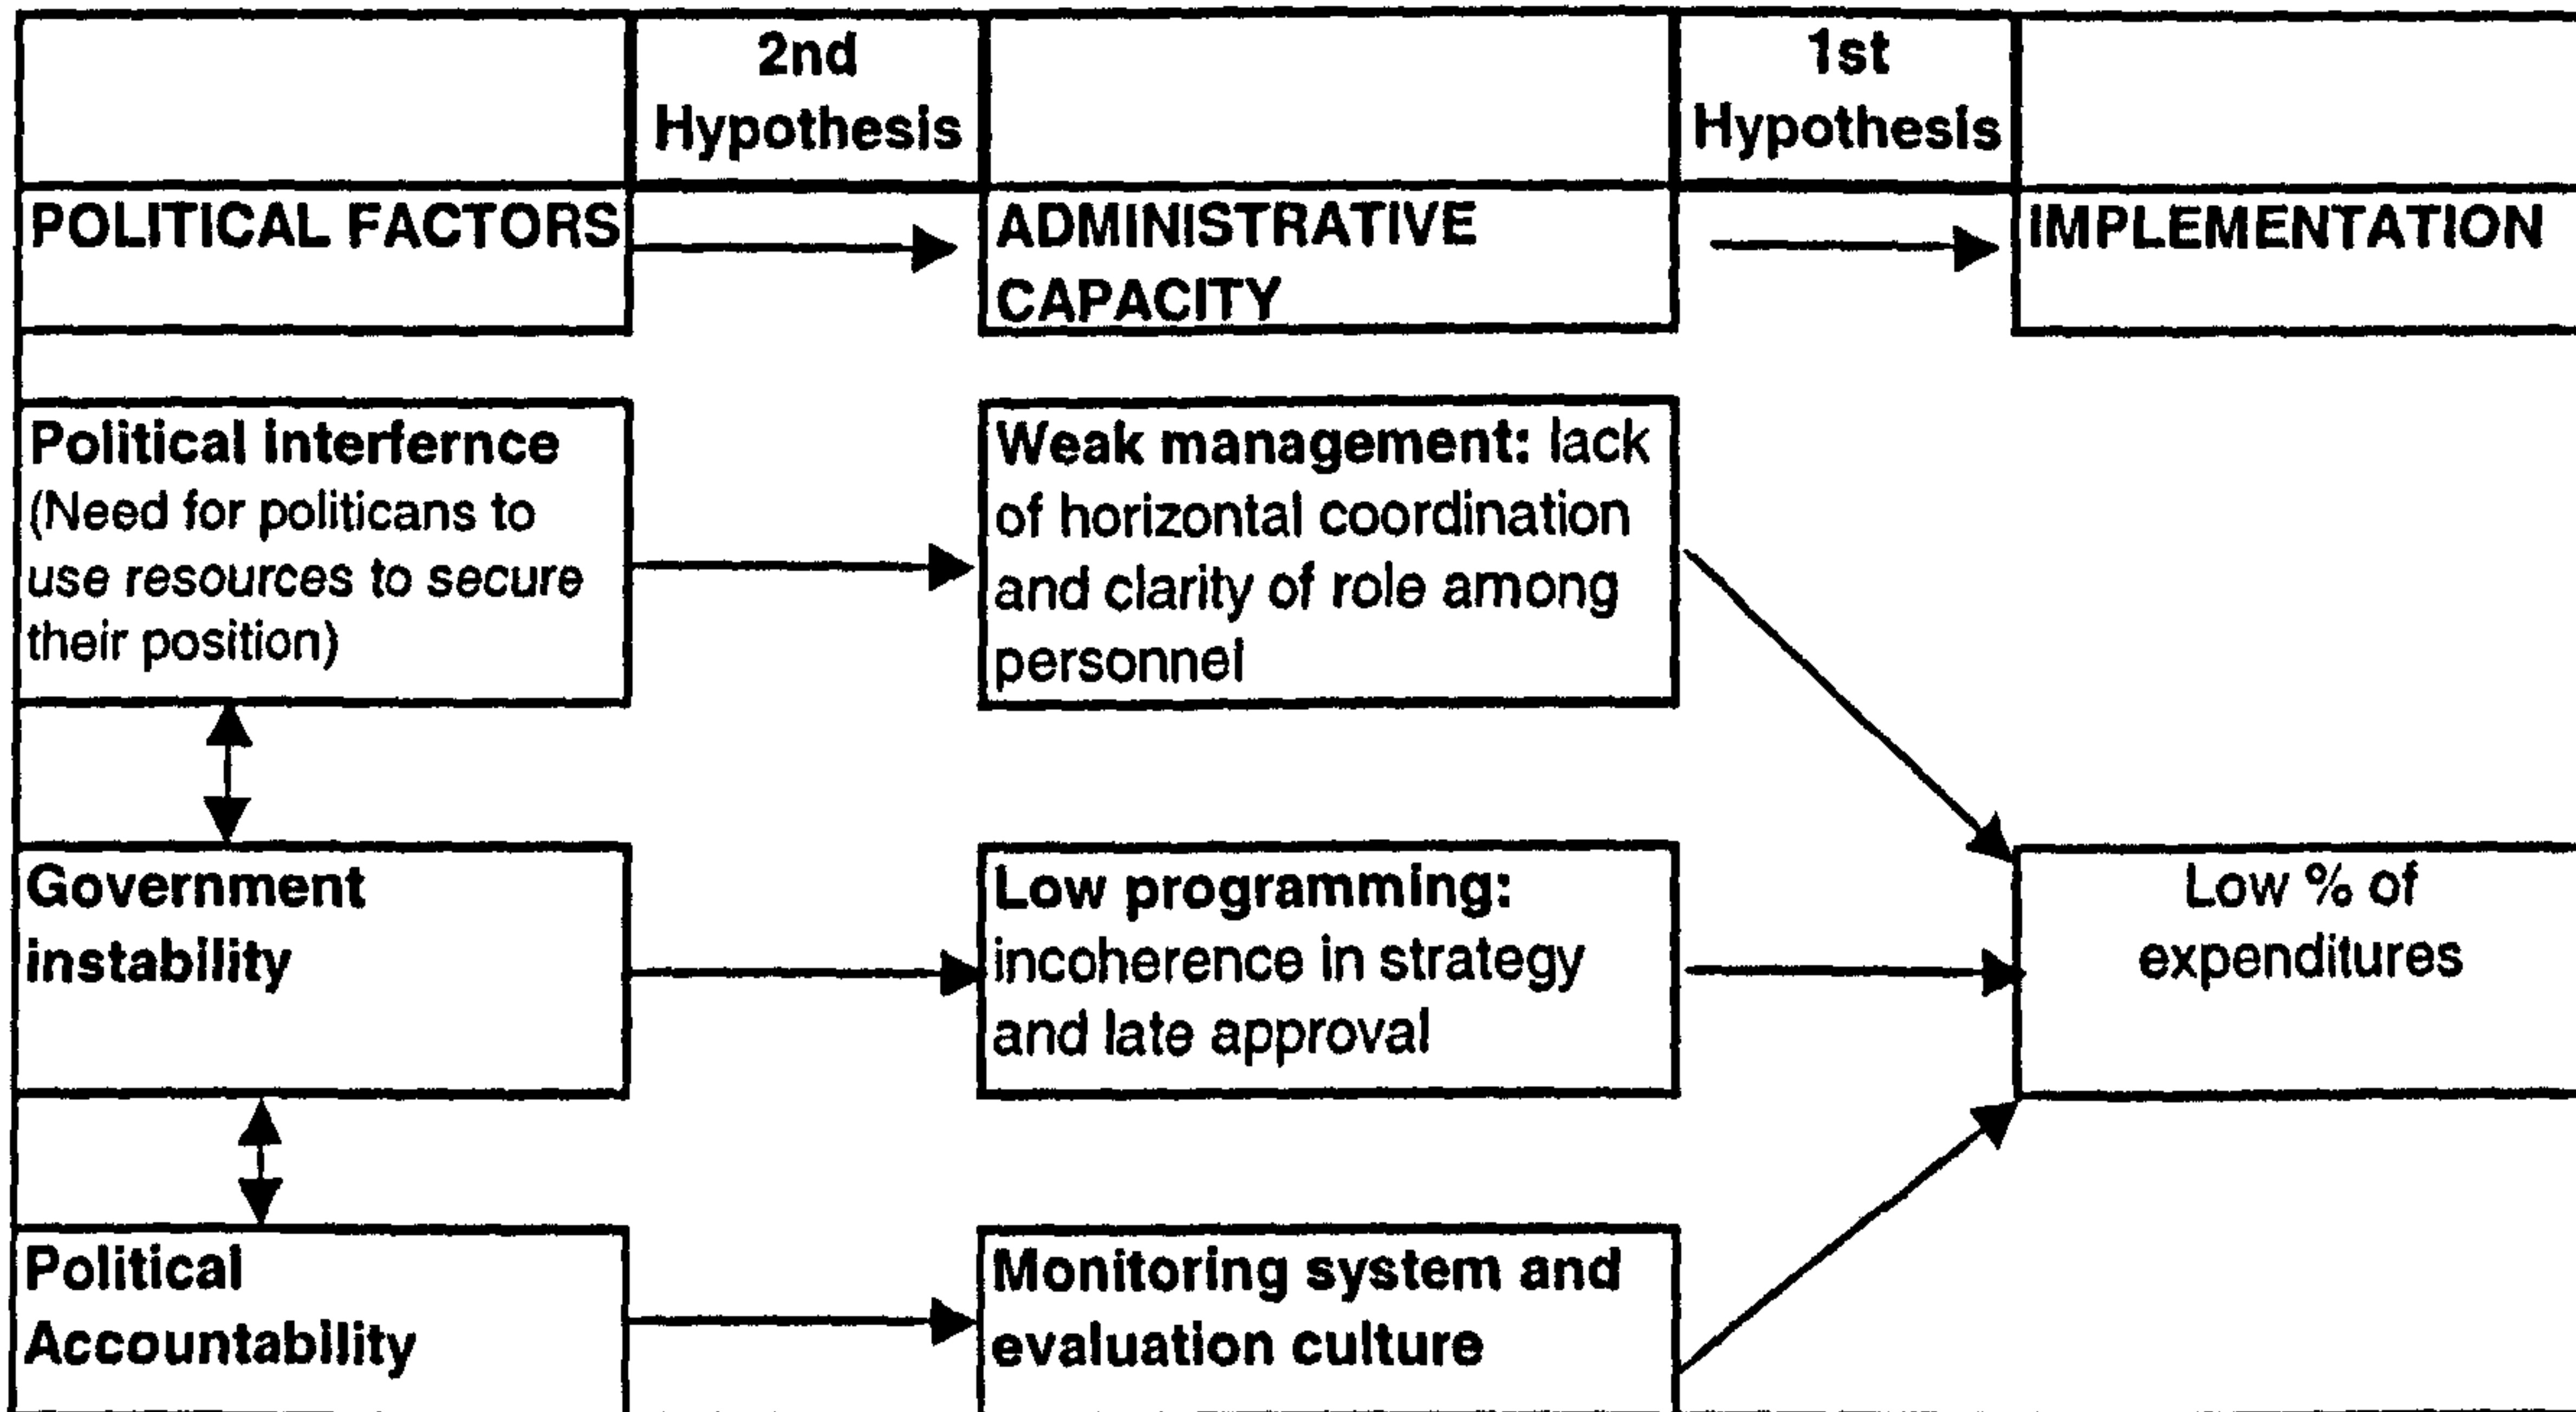 2nd
Hypothesis
1st
Hypothesis
POLITICAL FACTORS
ADMINISTRATIVE
CAPACITY
IMPLEMENTATION
Political interfernce
(Need for politicans to
use resources to secure
their position)
Weak management: lack
of horizontal coordination
and clarity of role among
personnel
Government
instability
Low programming:
incoherence in strategy
and late approval
Low % of
expenditures
Political
Accountability
Monitoring system and
evaluation culture